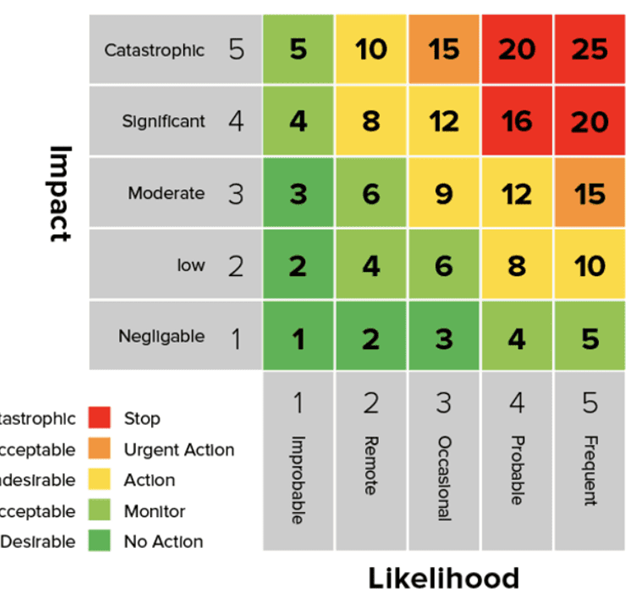 Catastrophic 5 5 10 15 20 25
Significant 4 4 8 12 16 20
Moderate 3 3 6 9 12 15
low 2 2 4 6 8 10
Negligable 1 1 2 3 4 5
Impact
1 2 3 4 5
Improbable Remote Occasional Probable Frequent
Likelihood
tastrophic Stop
cceptable Urgent Action
desirable Action
cceptable Monitor
Desirable No Action